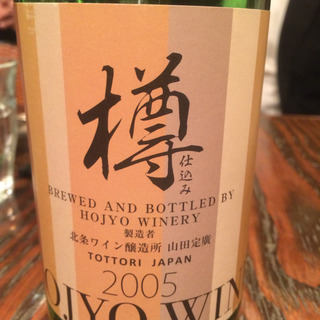 樽
仕込み
BREWED AND BOTTLED BY
HOJYO WINERY
製造者
北条ワイン醸造所 山田定廣
TOTTORI JAPAN
2005
OJYO WIN